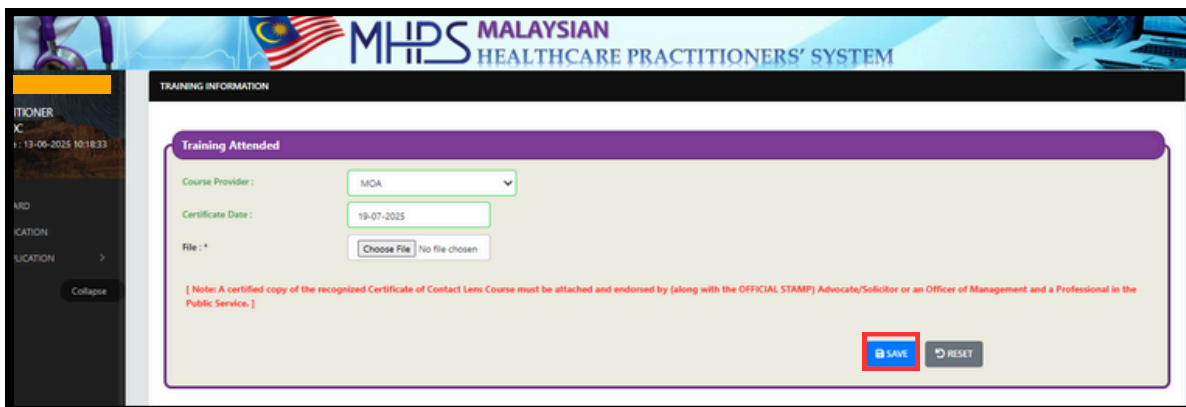 MHPS MALAYSIAN
HEALTHCARE PRACTITIONERS' SYSTEM
TRAINING INFORMATION
ITIONER
: 13-06-2025 10:18:33
Training Attended
Course Provider :
MOA
Certificate Date :
19-07-2025
File : *
Choose File No file chosen
ARD
ICATION
LICATION >
Collapse
[ Note: A certified copy of the recognized Certificate of Contact Lens Course must be attached and endorsed by (along with the OFFICIAL STAMP) Advocate/Solicitor or an Officer of Management and a Professional in the
Public Service. ]
SAVE RESET